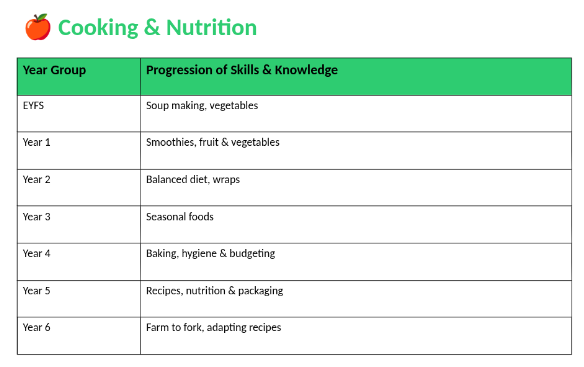 🍎 Cooking & Nutrition
Year Group Progression of Skills & Knowledge
EYFS Soup making, vegetables
Year 1 Smoothies, fruit & vegetables
Year 2 Balanced diet, wraps
Year 3 Seasonal foods
Year 4 Baking, hygiene & budgeting
Year 5 Recipes, nutrition & packaging
Year 6 Farm to fork, adapting recipes